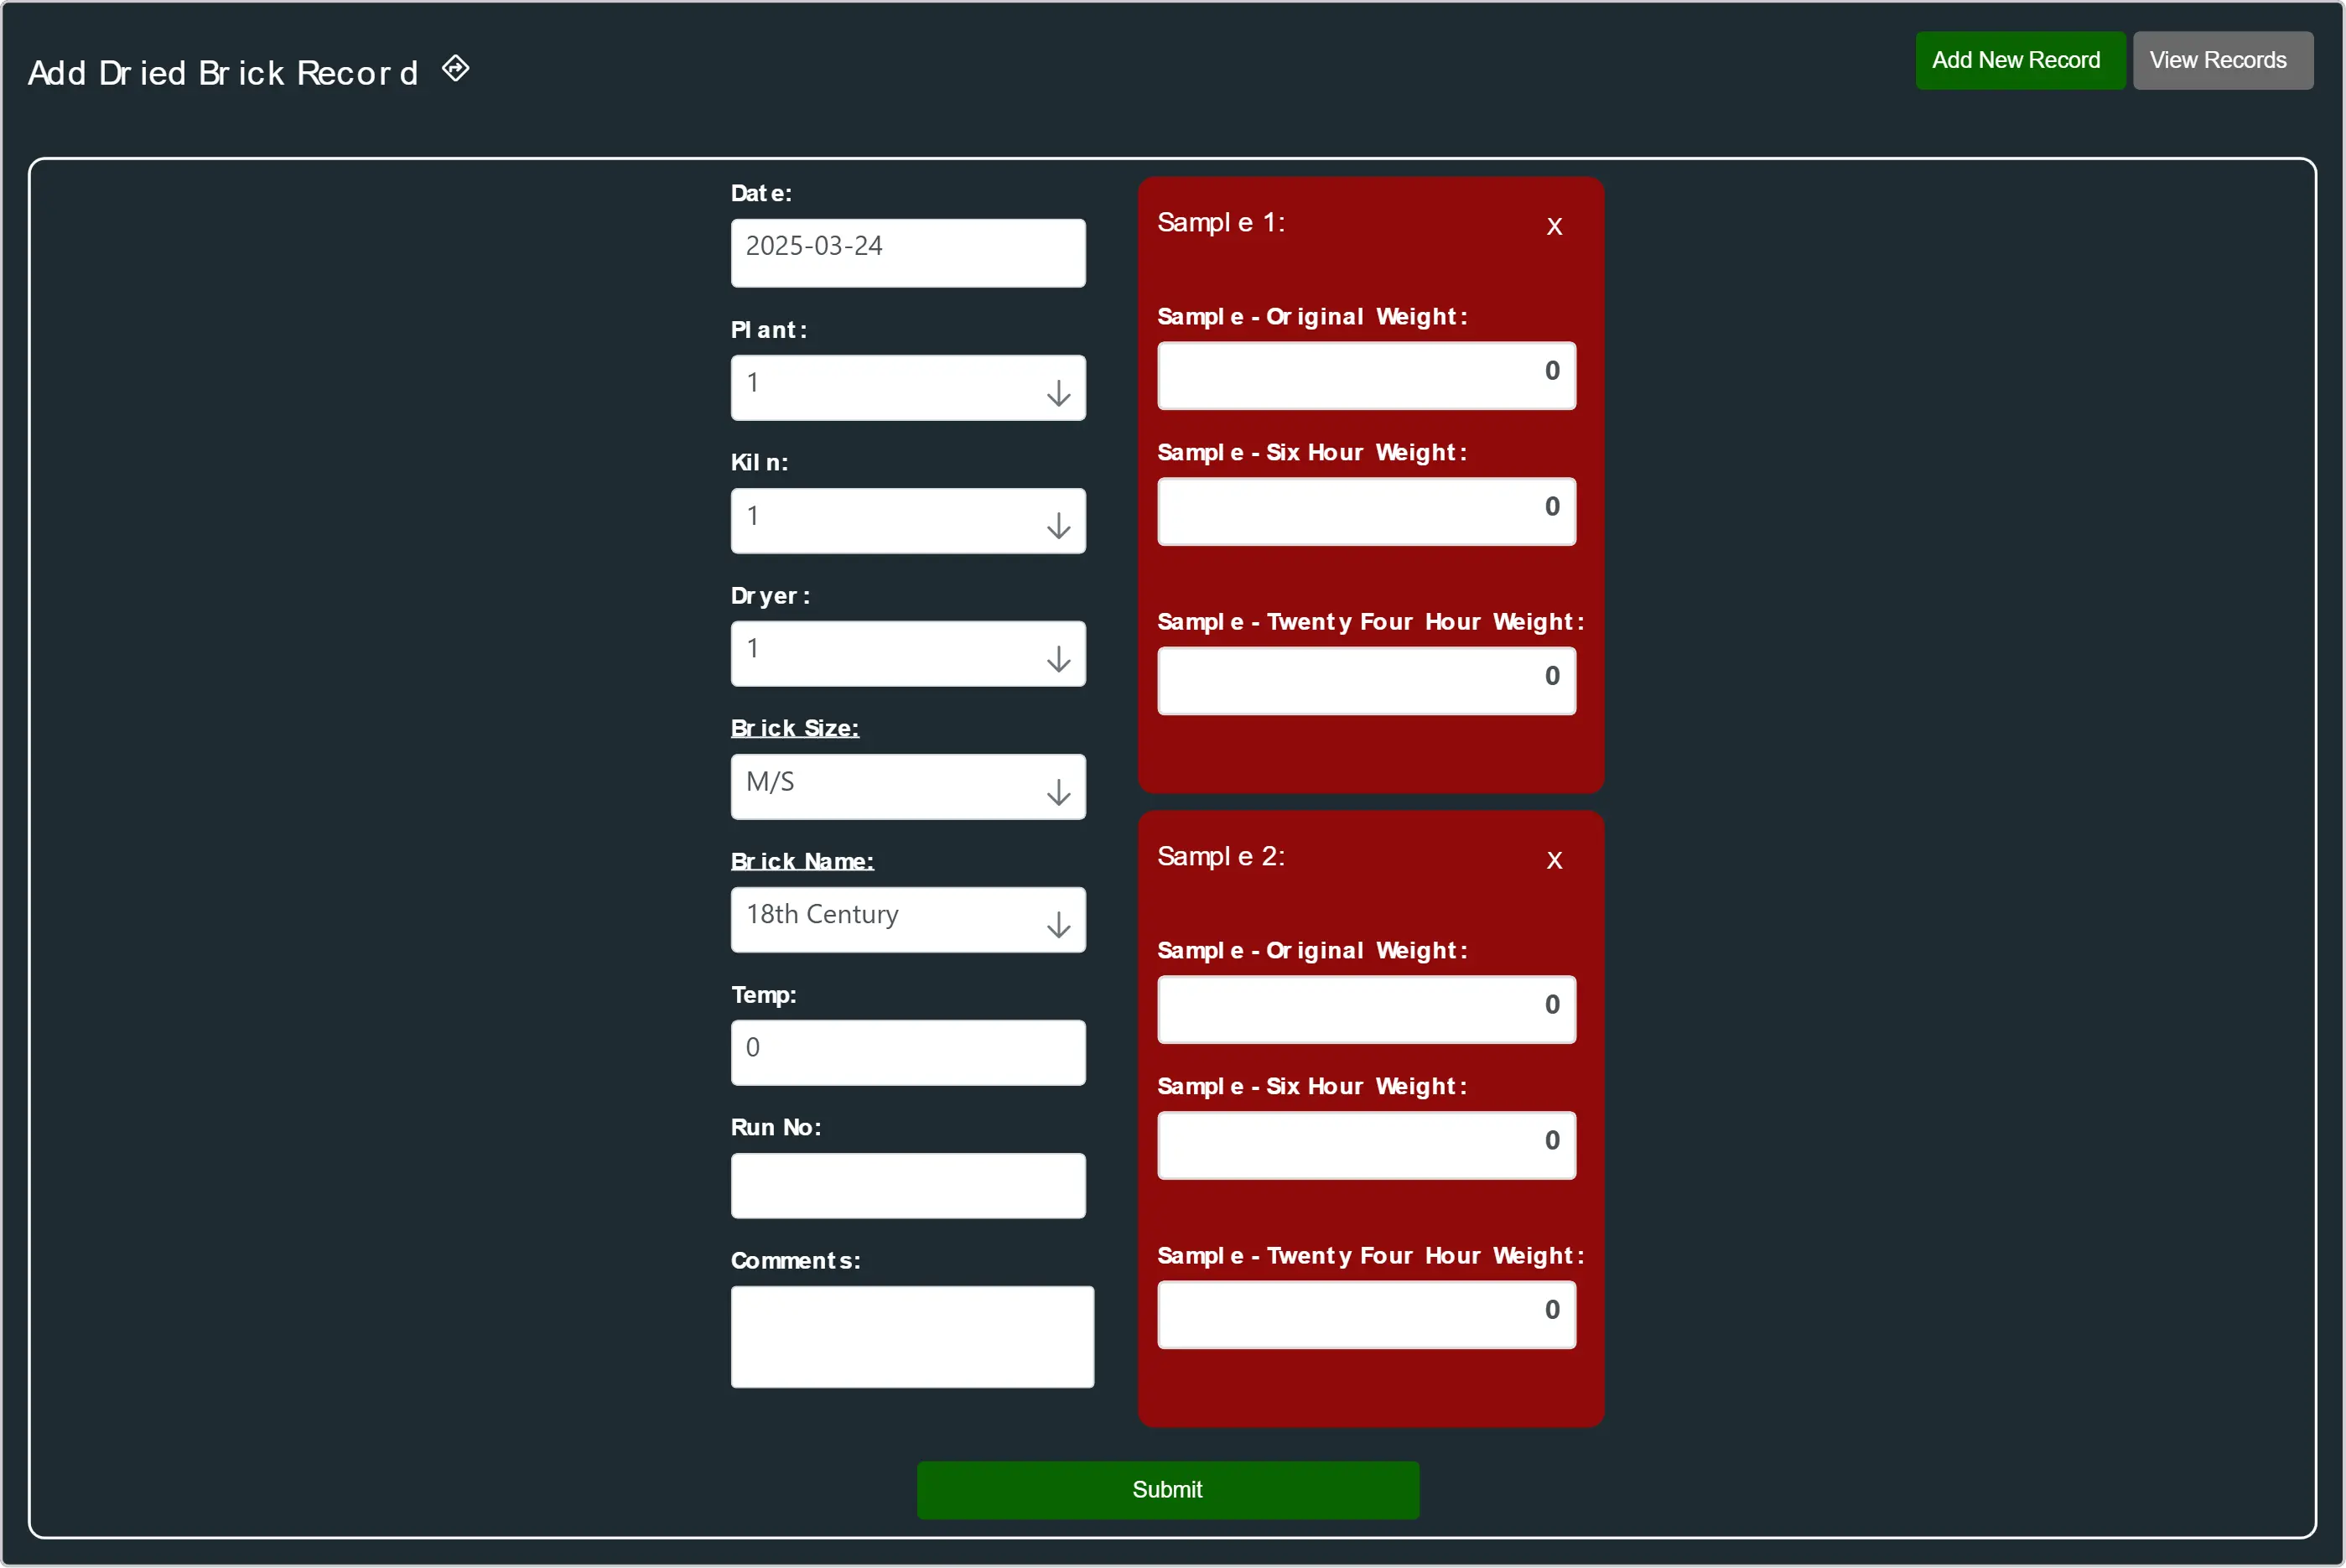 Add Dried Brick Record
Add New Record
View Records
Date:
2025-03-24
Plant:
1
Kiln:
1
Dryer:
1
Brick Size:
M/S
Brick Name:
18th Century
Temp:
0
Run No:
Comments:
Sample 1:
X
Sample - Original Weight:
0
Sample - Six Hour Weight:
0
Sample - Twenty Four Hour Weight:
0
Sample 2:
X
Sample - Original Weight:
0
Sample - Six Hour Weight:
0
Sample - Twenty Four Hour Weight:
0
Submit